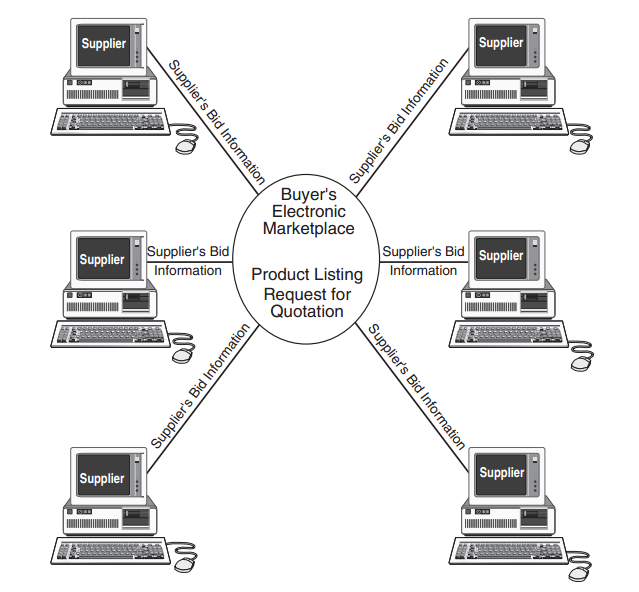 Supplier
Supplier
Supplier's Bid Information
Supplier's Bid Information
Buyer's
Electronic
Marketplace
Supplier
Supplier's Bid
Information
Supplier's Bid
Information
Supplier
Product Listing
Request for
Quotation
Supplier's Bid Information
Supplier's Bid Information
Supplier
Supplier